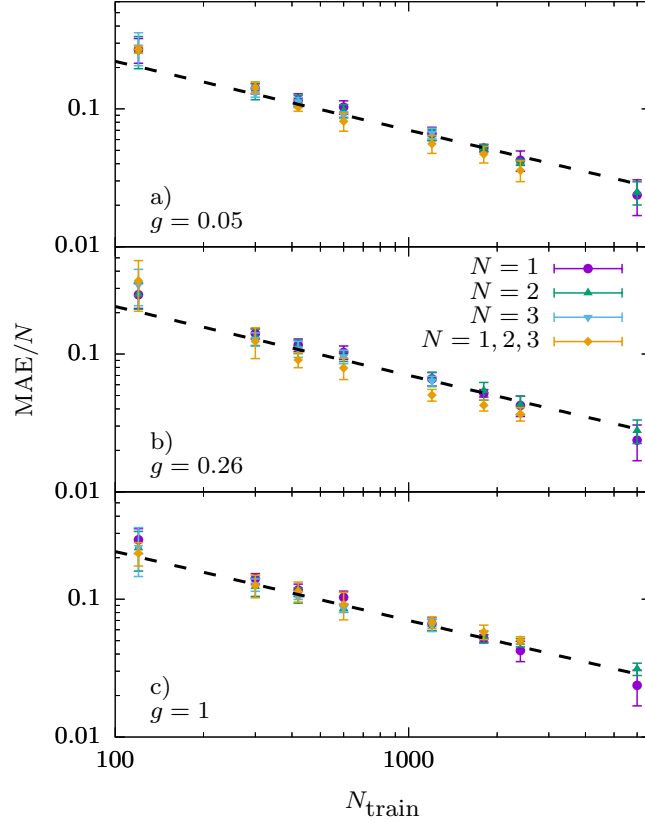 0.1
a)
g = 0.05
0.01
N = 1
N = 2
N = 3
N = 1, 2, 3
0.1
MAE/N
b)
g = 0.26
0.01
0.1
c)
g = 1
0.01
100
1000
N_train